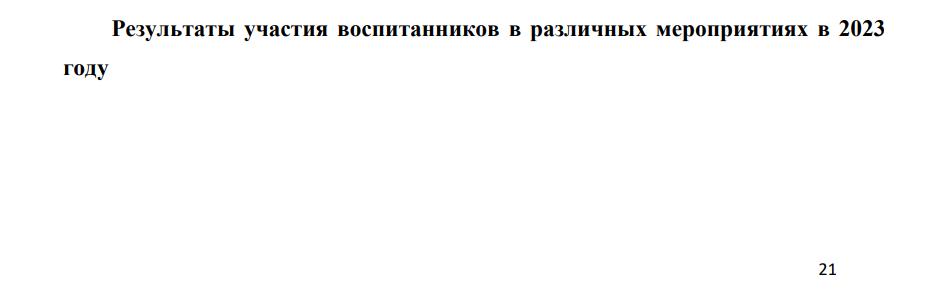 Результаты участия воспитанников в различных мероприятиях в 2023
году
21